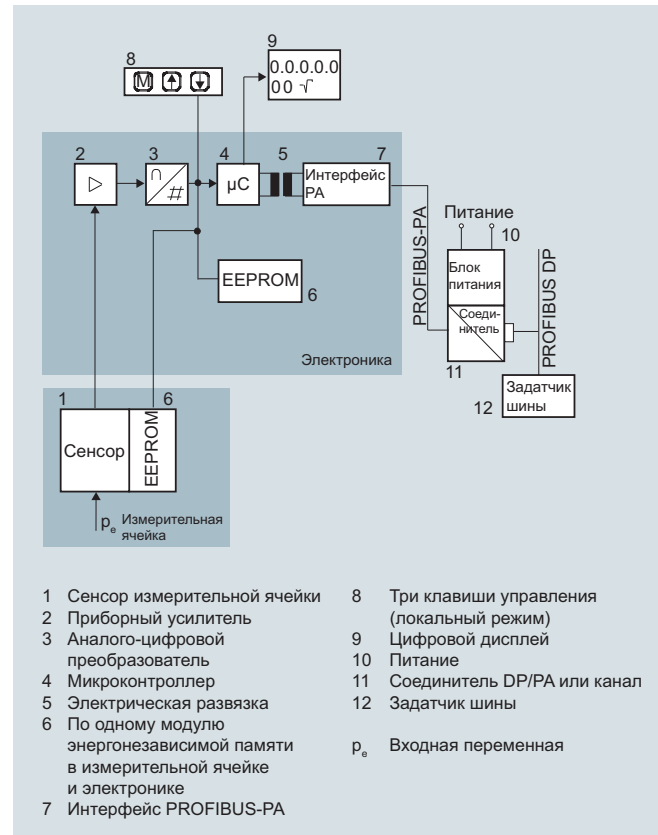 9
8
0.0.0.0.0
00 √
M
2
3
4
5
7
∩
#
µC
Интерфейс
PA
PROFIBUS-PA
Питание
10
Блок
питания
Соеди-
нитель
11
PROFIBUS DP
Задатчик
шины
12
EEPROM
6
Электроника
1
6
Сенсор
EEPROM
pe Измерительная
ячейка
1 Сенсор измерительной ячейки
2 Приборный усилитель
3 Аналого-цифровой
преобразователь
4 Микроконтроллер
5 Электрическая развязка
6 По одному модулю
энергонезависимой памяти
в измерительной ячейке
и электронике
7 Интерфейс PROFIBUS-PA
8 Три клавиши управления
(локальный режим)
9 Цифровой дисплей
10 Питание
11 Соединитель DP/PA или канал
12 Задатчик шины
pe Входная переменная